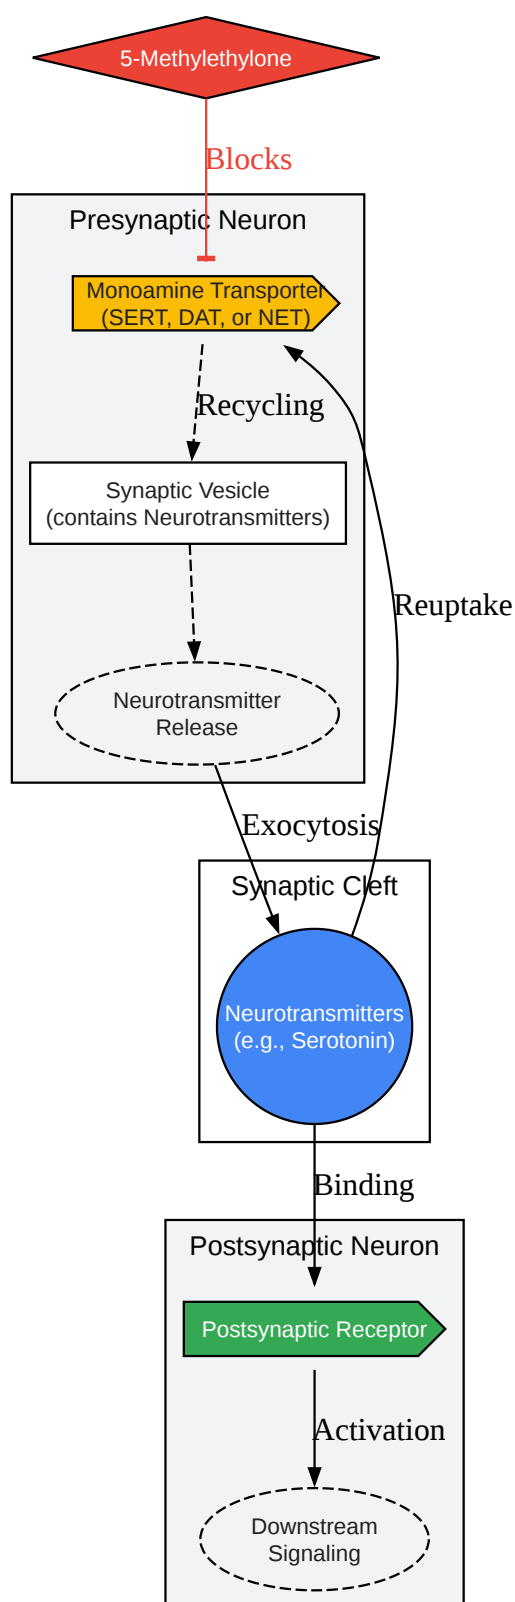 5-Methylethylone
Blocks
Presynaptic Neuron
Monoamine Transporter
(SERT, DAT, or NET)
Recycling
Synaptic Vesicle
(contains Neurotransmitters)
Reuptake
Neurotransmitter
Release
Exocytosis
Synaptic Cleft
Neurotransmitters
(e.g., Serotonin)
Binding
Postsynaptic Neuron
Postsynaptic Receptor
Activation
Downstream
Signaling